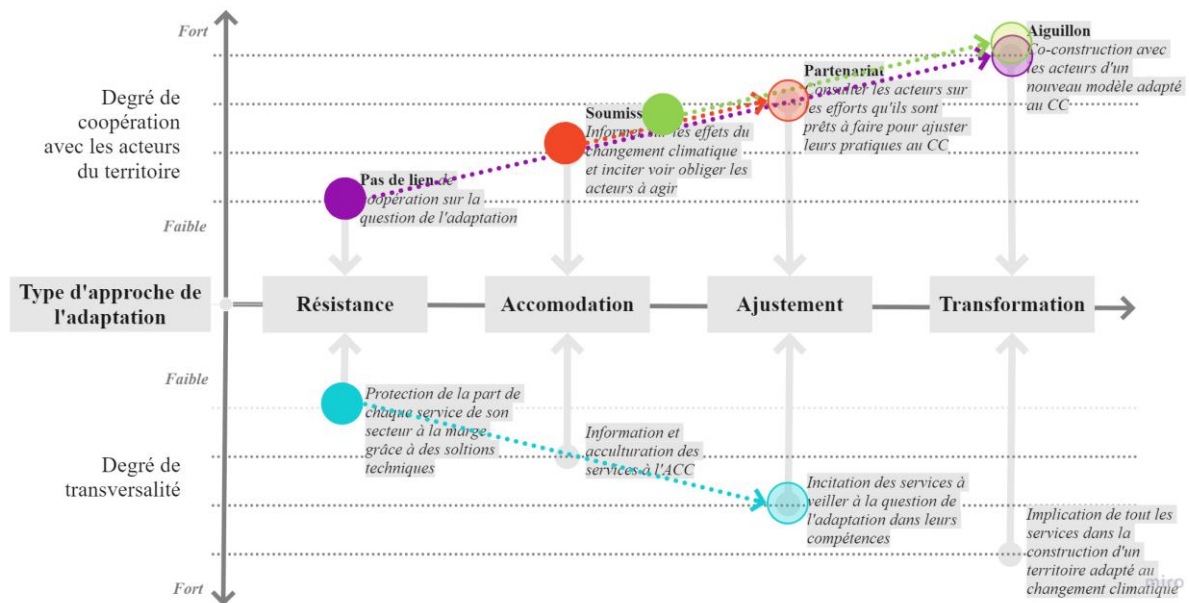 Fort
Degré de
coopération
avec les acteurs
du territoire
Faible
Aiguillon
Co-construction avec
les acteurs d'un
nouveau modèle adapté
au CC
Partenariat
Consulter les acteurs sur
les efforts qu'ils sont
prêts à faire pour ajuster
leurs pratiques au CC
Soumiss
Informer sur les effets du
changement climatique
et inciter voir obliger les
acteurs à agir
Pas de lien de
coopération sur la
question de l'adaptation
Type d'approche de
l'adaptation
Résistance
Accomodation
Ajustement
Transformation
Faible
Degré de
transversalité
Fort
Protection de la part de
chaque service de son
secteur à la marge
grâce à des soltions
techniques
Information et
acculturation des
services à l'ACC
Incitation des services à
veiller à la question de
l'adaptation dans leurs
compétences
Implication de tout les
services dans la
construction d'un
territoire adapté au
changement climatique
miro